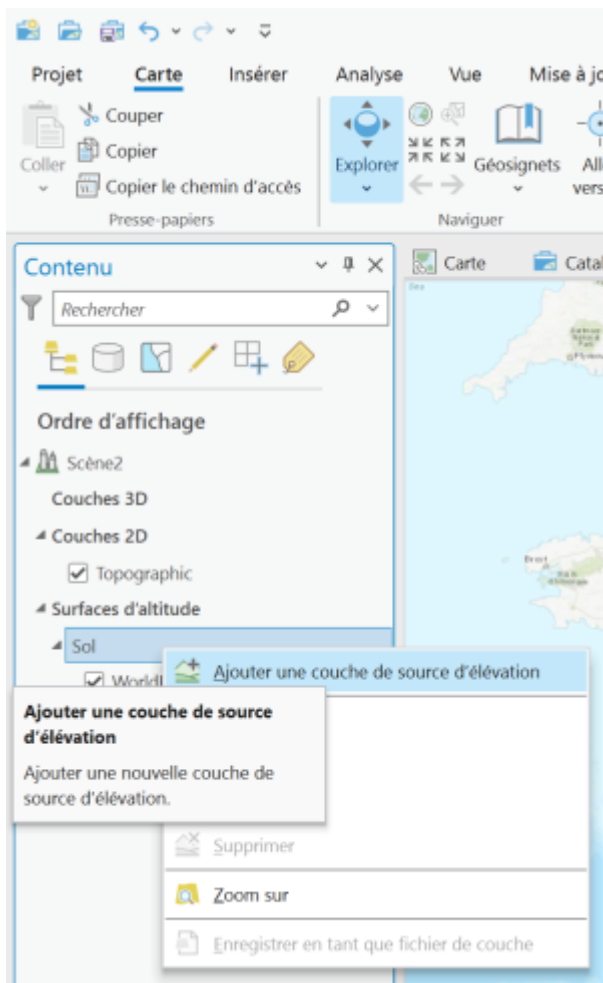 Projet Carte Insérer Analyse Vue Mise à jo
Couper
Copier
Coller
Copier le chemin d'accès
Explorer
Géosignets
All
vers
Presse-papiers
Naviguer
Contenu
Carte
Catal
Rechercher
Ordre d'affichage
Scène2
Couches 3D
Couches 2D
Topographic
Surfaces d'altitude
Sol
Ajouter une couche de source d'élévation
Ajouter une couche de source
d'élévation
Ajouter une nouvelle couche de
source d'élévation.
Supprimer
Zoom sur
Enregistrer en tant que fichier de couche